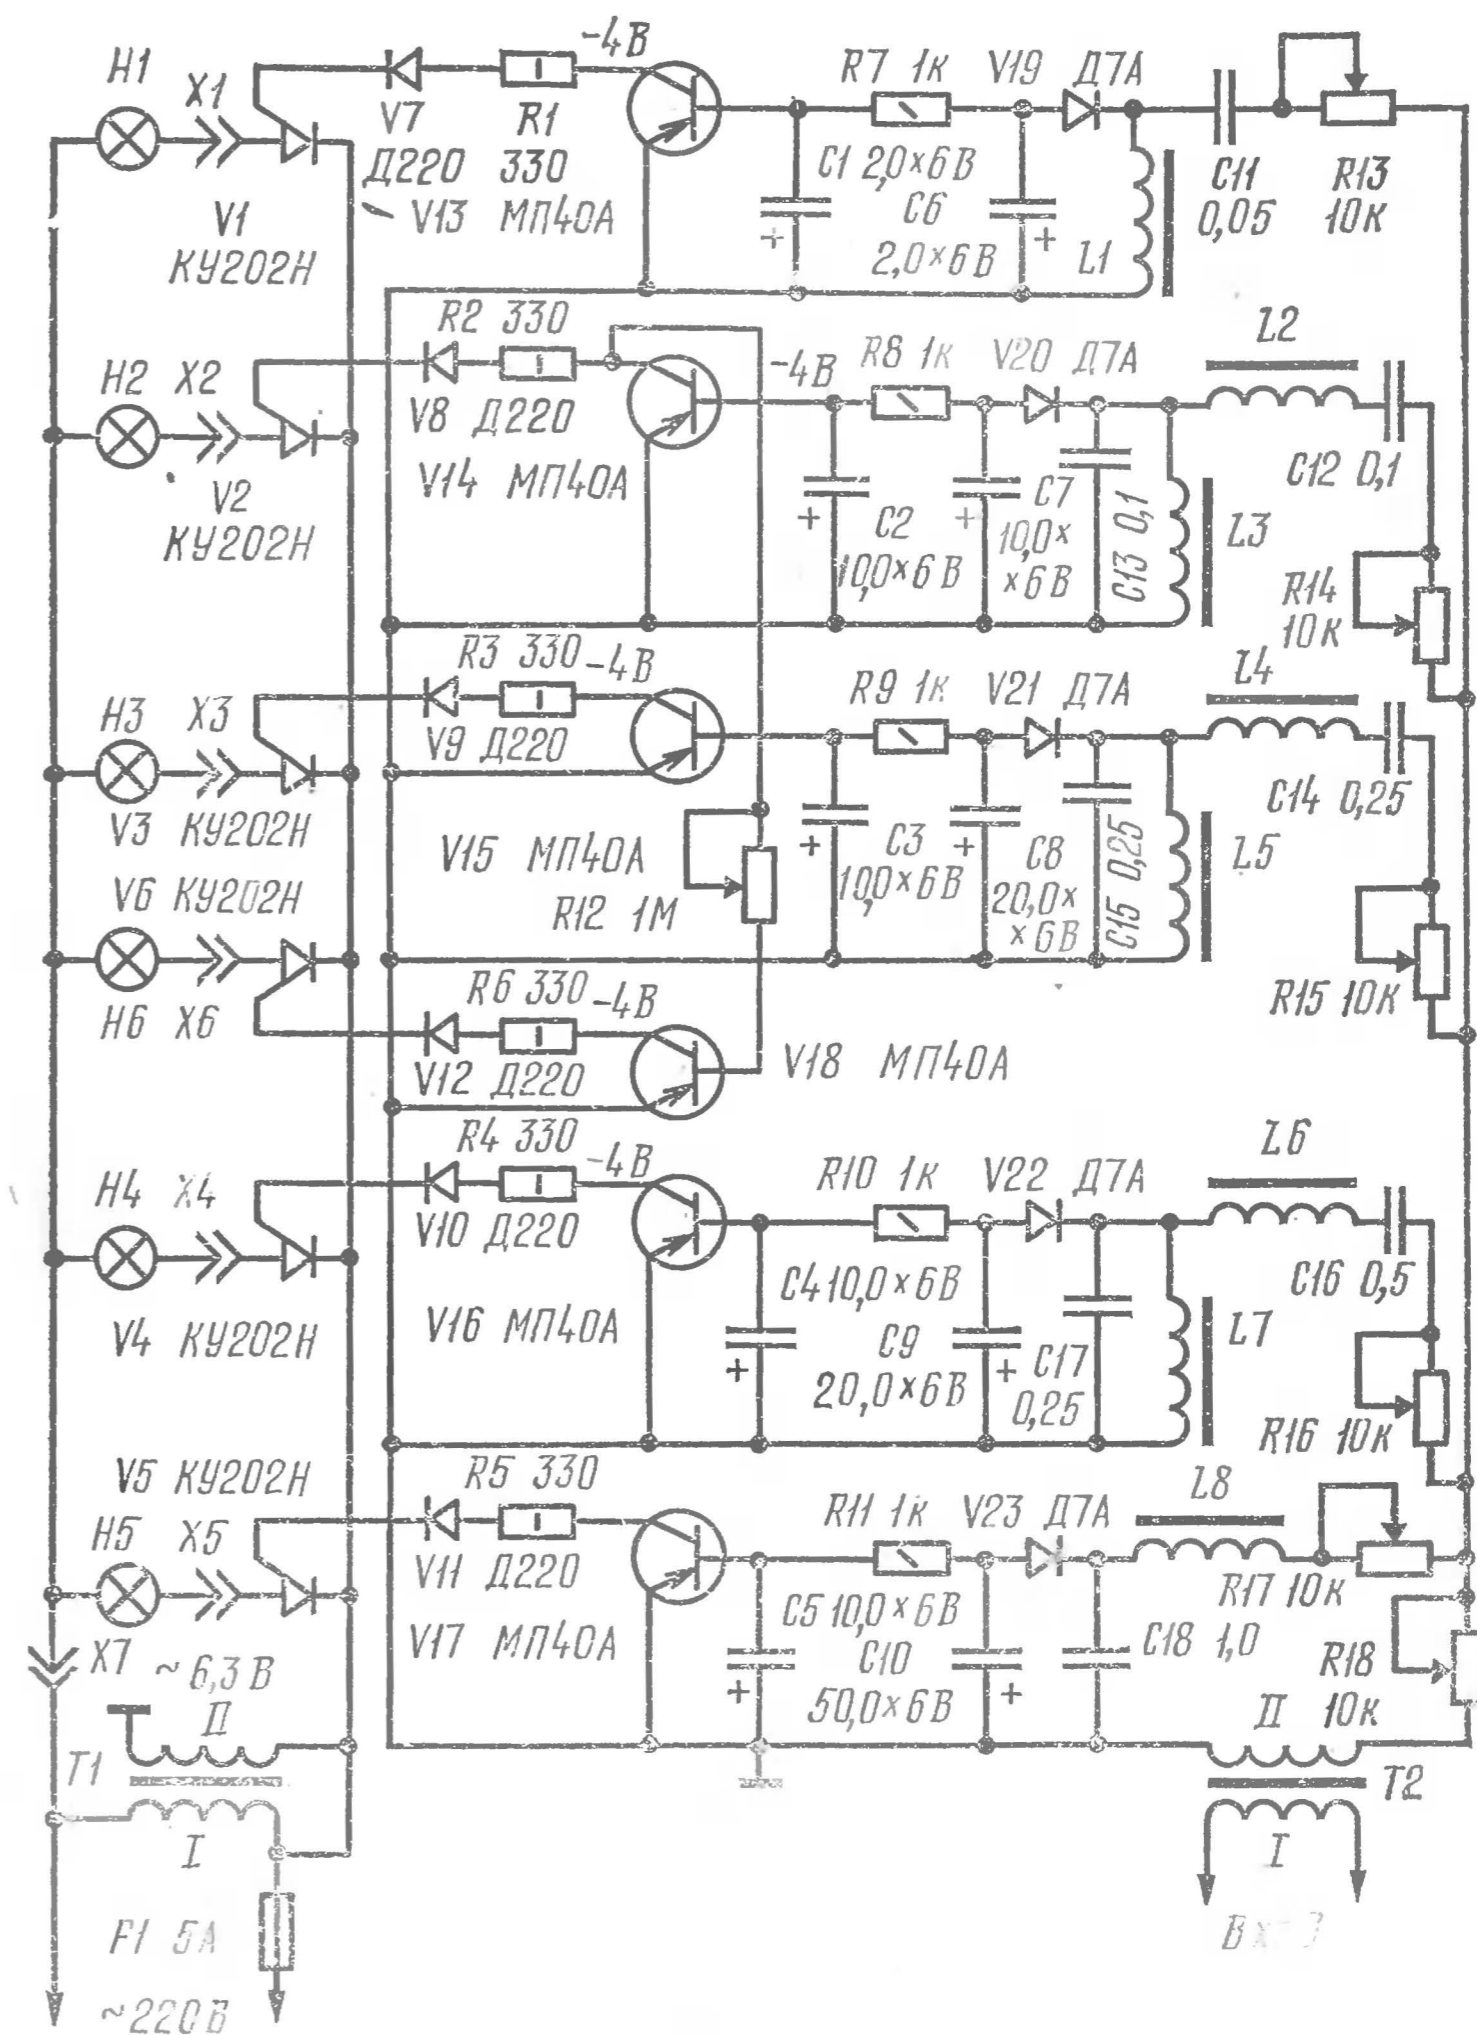 -4В
H1
X1
V7
Д220
R1
330
R7 1к
V19 Д7А
C1 2,0×6В
C6
2,0×6В
C11
0,05
R13
10к
V1
КУ202Н
V13 МП40А
L1
R2 330
L2
H2 X2
V8 Д220
-4В
R8 1к
V20 Д7А
V14 МП40А
C12 0,1
V2
КУ202Н
C2
10,0×6В
C7
10,0×
×6В
C13 0,1
L3
R14
10к
R3 330
-4В
R9 1к
V21 Д7А
L4
H3 X3
V9 Д220
C14 0,25
V3 КУ202Н
V15 МП40А
C3
10,0×6В
C8
20,0×
×6В
C15 0,25
L5
V6 КУ202Н
R12 1М
R6 330
-4В
R15 10к
H6 X6
V12 Д220
V18 МП40А
R4 330
-4В
L6
H4 X4
R10 1к
V22 Д7А
V10 Д220
C4 10,0×6В
C16 0,5
V4 КУ202Н
V16 МП40А
C9
20,0×6В
C17
0,25
L7
R16 10к
V5 КУ202Н
R5 330
L8
H5 X5
R11 1к
V23 Д7А
V11 Д220
R17 10к
C5 10,0×6В
C18 1,0
X7
~6,3В
V17 МП40А
C10
50,0×6В
R18
10к
II
II
T1
T2
I
I
F1 5А
~220В